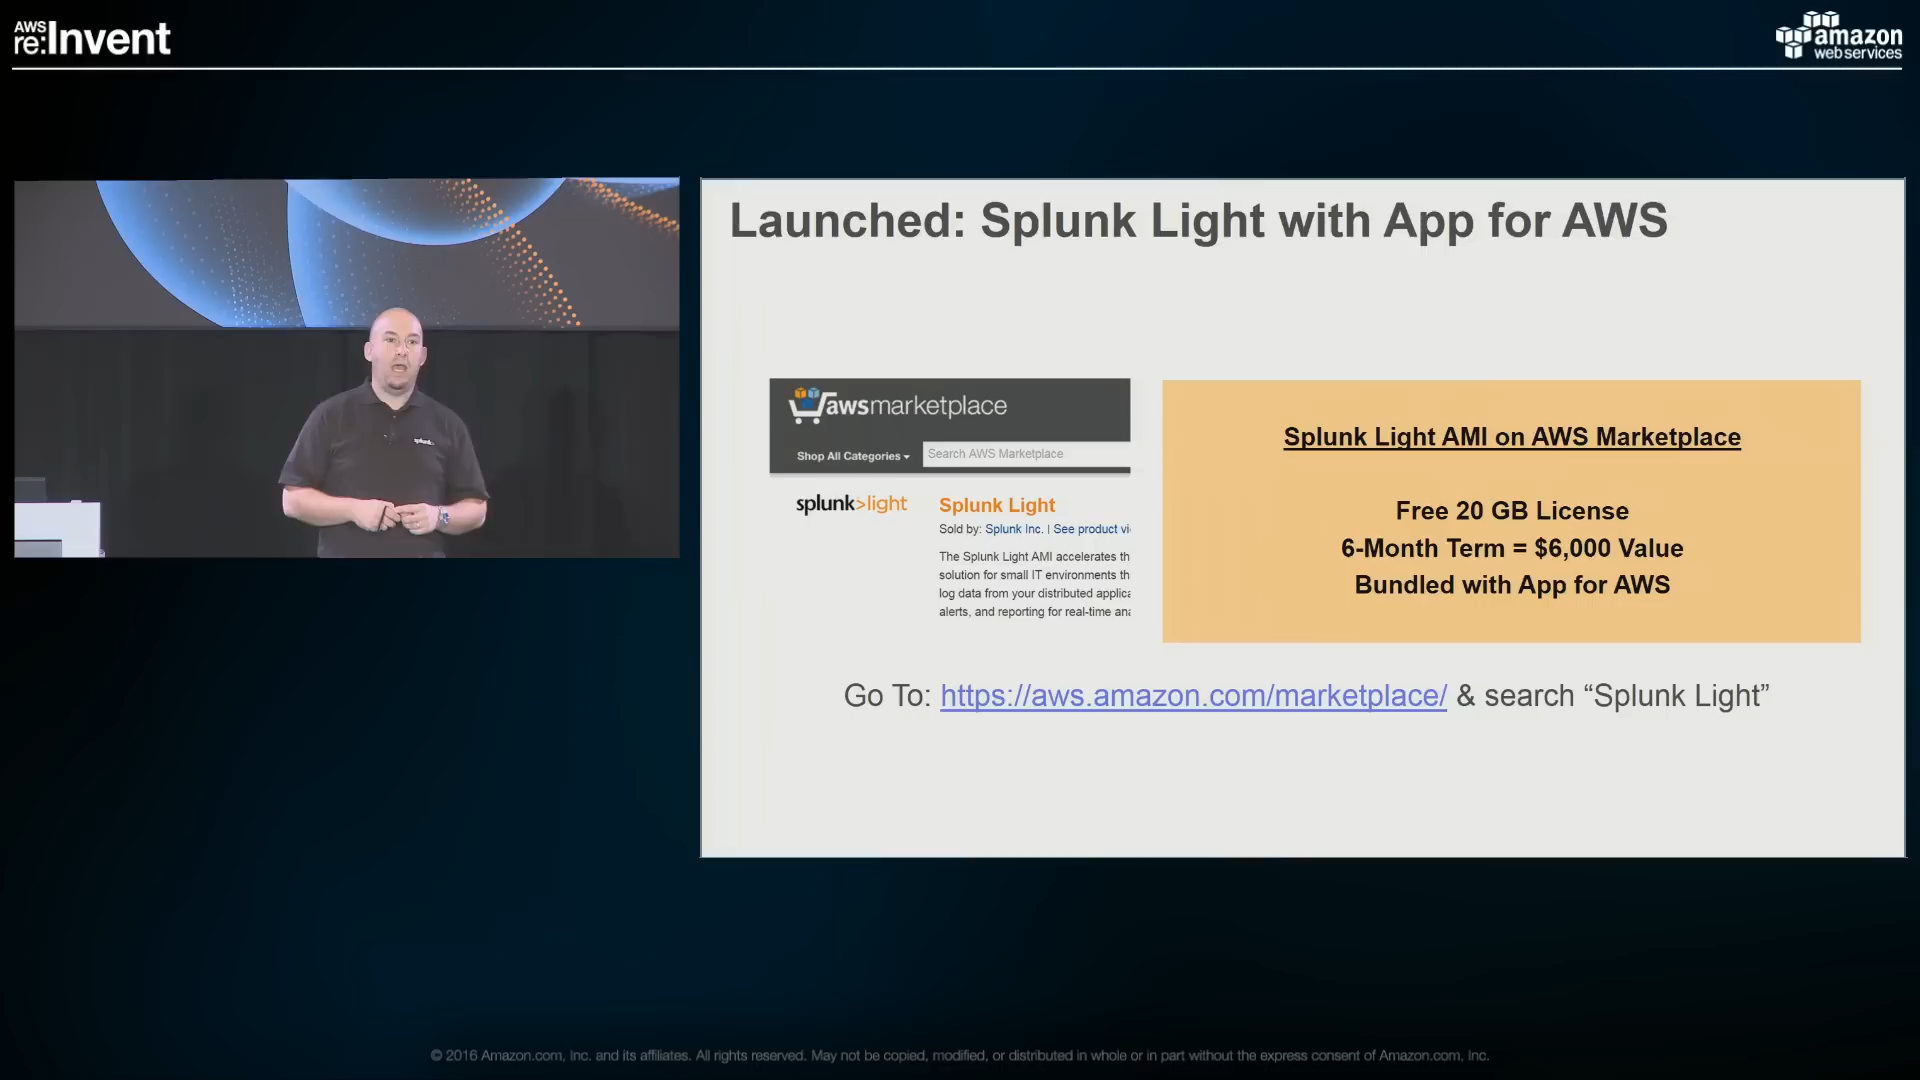 AWS
re:Invent
amazon
web services
Launched: Splunk Light with App for AWS
awsmarketplace
Shop All Categories
Search AWS Marketplace
splunk>light
Splunk Light
Sold by: Splunk Inc. | See product vi
The Splunk Light AMI accelerates th
solution for small IT environments th
log data from your distributed applica
alerts, and reporting for real-time ana
Splunk Light AMI on AWS Marketplace
Free 20 GB License
6-Month Term = $6,000 Value
Bundled with App for AWS
Go To: https://aws.amazon.com/marketplace/ & search “Splunk Light”
splunk>
© 2016 Amazon.com, Inc. and its affiliates. All rights reserved. May not be copied, modified, or distributed in whole or in part without the express consent of Amazon.com, Inc.